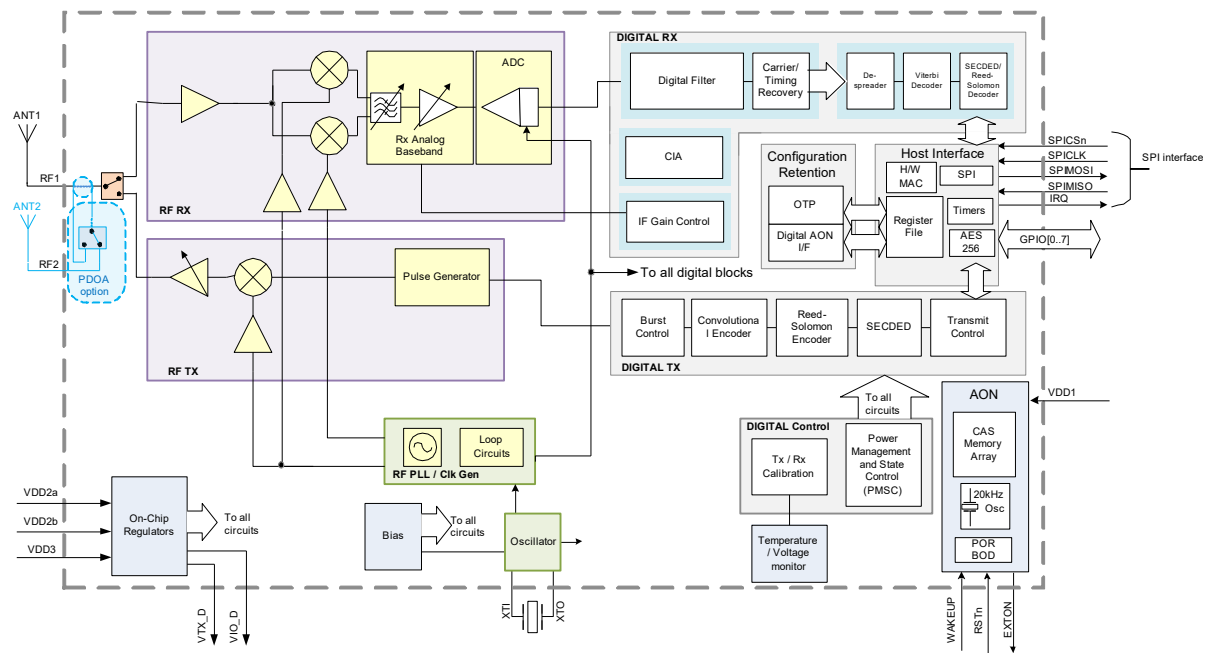 ANT1
RF1
ANT2
RF2
PDOA
option
RF RX
Rx Analog
Baseband
ADC
RF TX
Pulse Generator
DIGITAL RX
Digital Filter
Carrier/
Timing
Recovery
De-
spreader
Viterbi
Decoder
SECDED/
Reed-
Solomon
Decoder
CIA
IF Gain Control
Configuration
Retention
OTP
Digital AON
I/F
Host Interface
H/W
MAC
SPI
Register
File
Timers
AES
256
SPICSn
SPICLK
SPIMOSI
SPIMISO
IRQ
SPI interface
GPIO[0..7]
To all digital blocks
Burst
Control
Convolutiona
l Encoder
Reed-
Solomon
Encoder
SECDED
Transmit
Control
DIGITAL TX
To all
circuits
DIGITAL Control
Tx / Rx
Calibration
Power
Management
and State
Control
(PMSC)
Temperature
/ Voltage
monitor
AON
VDD1
CAS
Memory
Array
20kHz
Osc
POR
BOD
WAKEUP
RSTn
EXTON
Loop
Circuits
RF PLL / Clk Gen
VDD2a
VDD2b
VDD3
On-Chip
Regulators
To all
circuits
VTX_D
VIO_D
Bias
To all
circuits
Oscillator
XTI
XTO